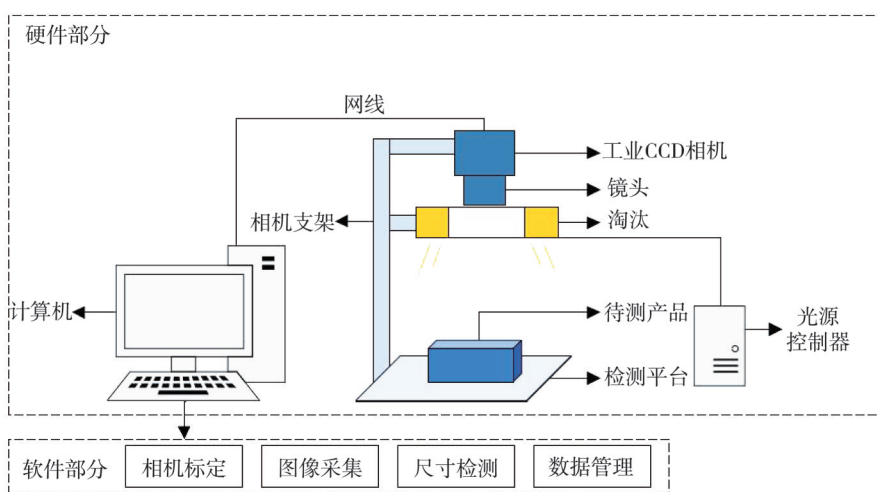 硬件部分
网线
工业CCD相机
镜头
相机支架
淘汰
计算机
待测产品
光源
控制器
检测平台
软件部分
相机标定
图像采集
尺寸检测
数据管理